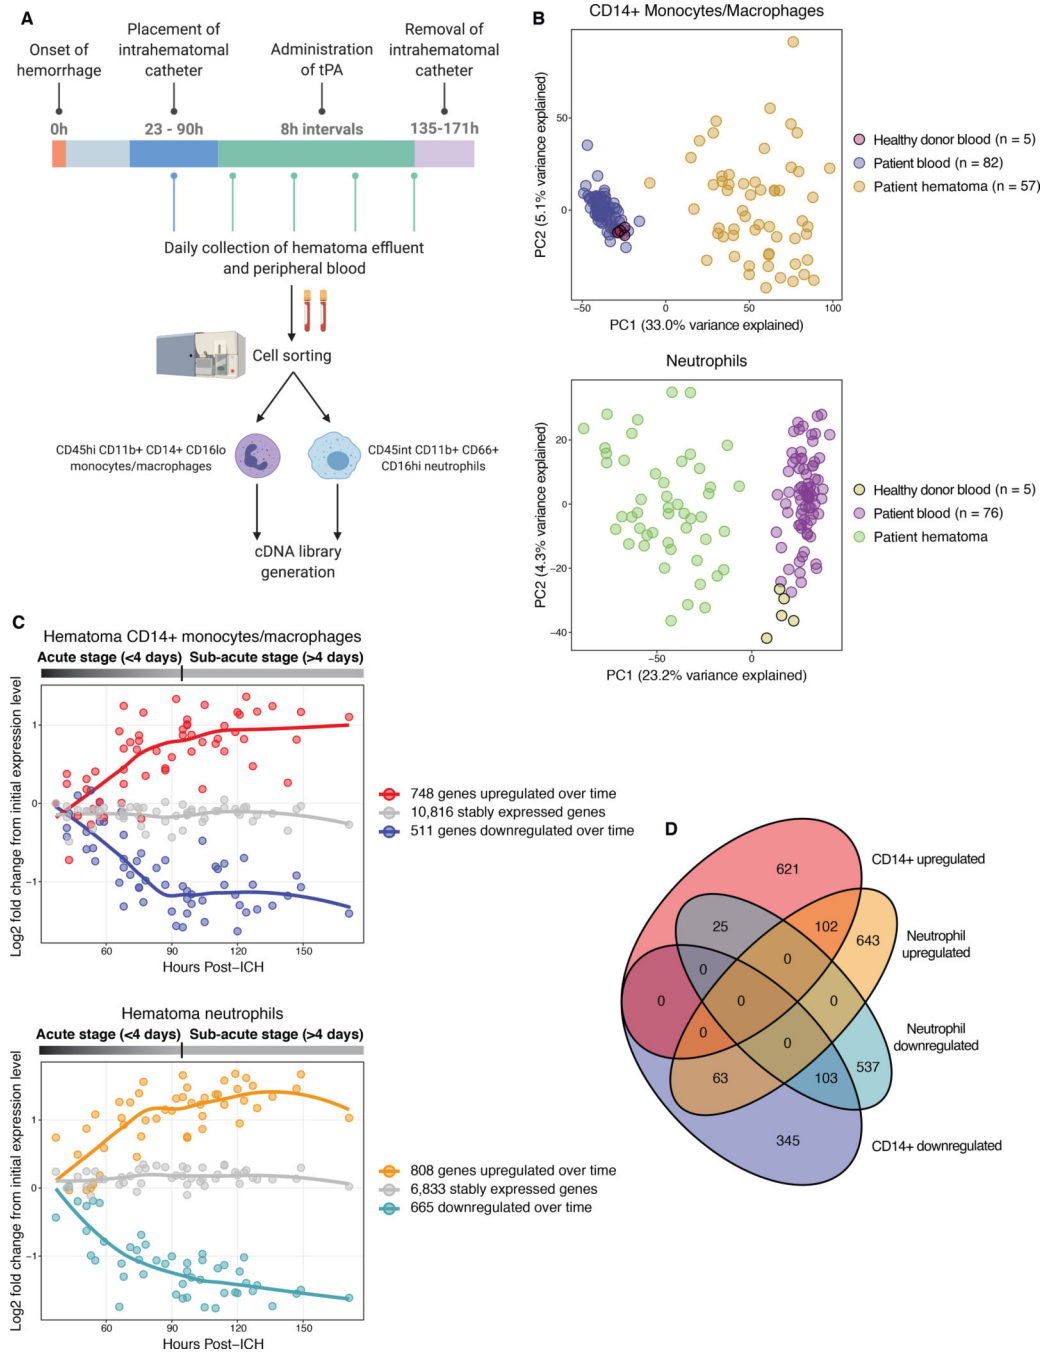 A
Onset of
hemorrhage
Placement of
intrahematomal
catheter
Administration
of tPA
Removal of
intrahematomal
catheter
0h
23 - 90h
8h intervals
135-171h
Daily collection of hematoma effluent
and peripheral blood
Cell sorting
CD45hi CD11b+ CD14+ CD16lo
monocytes/macrophages
CD45int CD11b+ CD66+
CD16hi neutrophils
cDNA library
generation
B
CD14+ Monocytes/Macrophages
PC2 (5.1% variance explained)
50
0
-50
0
50
100
PC1 (33.0% variance explained)
Healthy donor blood (n = 5)
Patient blood (n = 82)
Patient hematoma (n = 57)
Neutrophils
PC2 (4.3% variance explained)
20
0
-20
-40
-50
0
PC1 (23.2% variance explained)
Healthy donor blood (n = 5)
Patient blood (n = 76)
Patient hematoma
C
Hematoma CD14+ monocytes/macrophages
Acute stage (<4 days)
Sub-acute stage (>4 days)
Log2 fold change from initial expression level
1
0
-1
60
90
120
150
Hours Post-ICH
748 genes upregulated over time
10,816 stably expressed genes
511 genes downregulated over time
Hematoma neutrophils
Acute stage (<4 days)
Sub-acute stage (>4 days)
Log2 fold change from initial expression level
1
0
-1
60
90
120
150
Hours Post-ICH
808 genes upregulated over time
6,833 stably expressed genes
665 downregulated over time
D
CD14+ upregulated
Neutrophil
upregulated
Neutrophil
downregulated
CD14+ downregulated
621
25
102
643
0
0
0
0
0
0
0
63
103
537
345